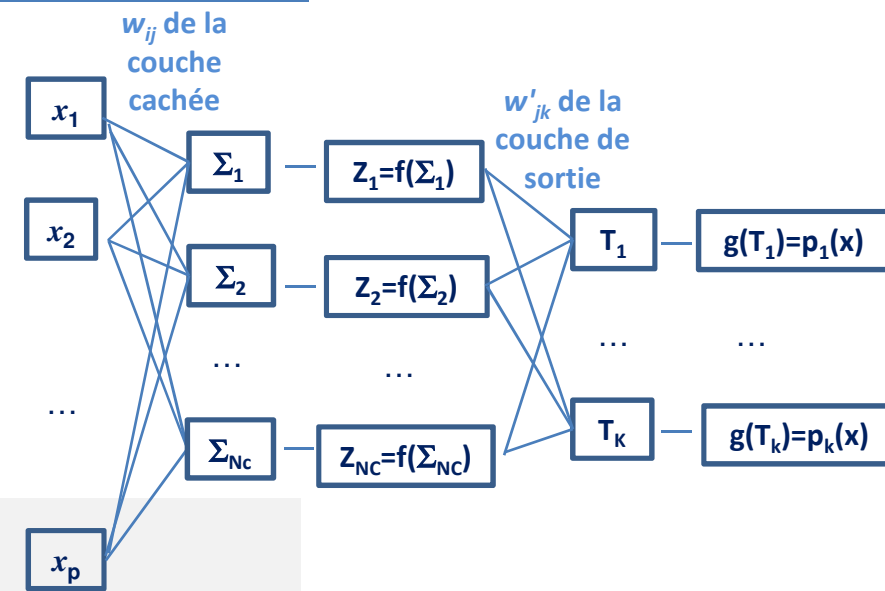 w_ij de la
couche
cachée
x_1
w'_jk de la
couche de
sortie
Σ_1
Z_1=f(Σ_1)
x_2
T_1
g(T_1)=p_1(x)
Σ_2
Z_2=f(Σ_2)
...
...
...
...
...
T_K
g(T_k)=p_k(x)
Σ_Nc
Z_NC=f(Σ_NC)
x_p